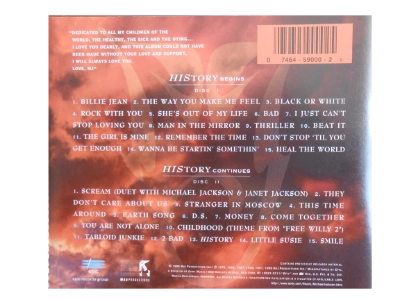 "DEDICATED TO ALL MY CHILDREN OF THE
WORLD. THE HEALTHY, THE SICK AND THE DYING...
I LOVE YOU DEARLY, AND THIS ALBUM COULD NOT HAVE
BEEN MADE WITHOUT YOUR LOVE AND SUPPORT.
I WILL ALWAYS LOVE YOU.
LOVE, MJ"
0 7464-59000-2
HISTORY BEGINS
DISC I
1. BILLIE JEAN 2. THE WAY YOU MAKE ME FEEL 3. BLACK OR WHITE
4. ROCK WITH YOU 5. SHE'S OUT OF MY LIFE 6. BAD 7. I JUST CAN'T
STOP LOVING YOU 8. MAN IN THE MIRROR 9. THRILLER 10. BEAT IT
11. THE GIRL IS MINE 12. REMEMBER THE TIME 13. DON'T STOP 'TIL YOU
GET ENOUGH 14. WANNA BE STARTIN' SOMETHIN' 15. HEAL THE WORLD
HISTORY CONTINUES
DISC II
1. SCREAM (DUET WITH MICHAEL JACKSON & JANET JACKSON) 2. THEY
DON'T CARE ABOUT US 3. STRANGER IN MOSCOW 4. THIS TIME
AROUND 5. EARTH SONG 6. D.S. 7. MONEY 8. COME TOGETHER
9. YOU ARE NOT ALONE 10. CHILDHOOD (THEME FROM "FREE WILLY 2")
11. TABLOID JUNKIE 12. 2 BAD 13. HISTORY 14. LITTLE SUSIE 15. SMILE
MJJ PRODUCTIONS